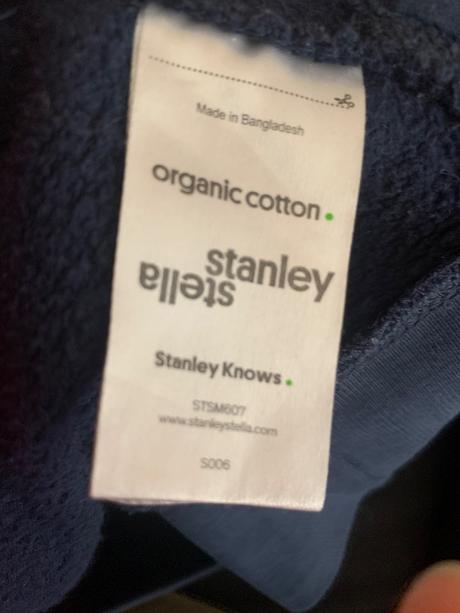 Made in Bangladesh
organic cotton.
stanley
stella
Stanley Knows.
STSM607
www.stanleystella.com
S006